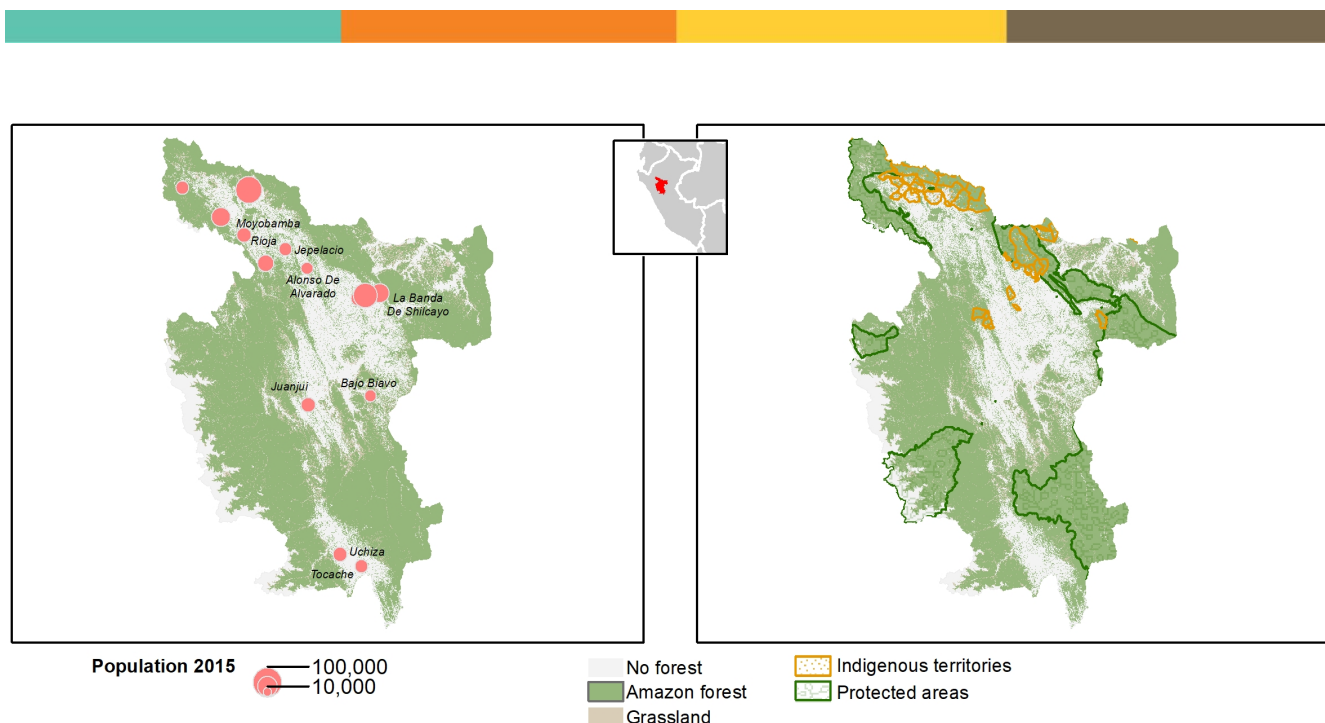 Moyobamba
Rioja
Jepelacio
Alonso De
Alvarado
La Banda
De Shilcayo
Juanjui
Bajo Biavo
Uchiza
Tocache
Population 2015
100,000
10,000
No forest
Amazon forest
Grassland
Indigenous territories
Protected areas